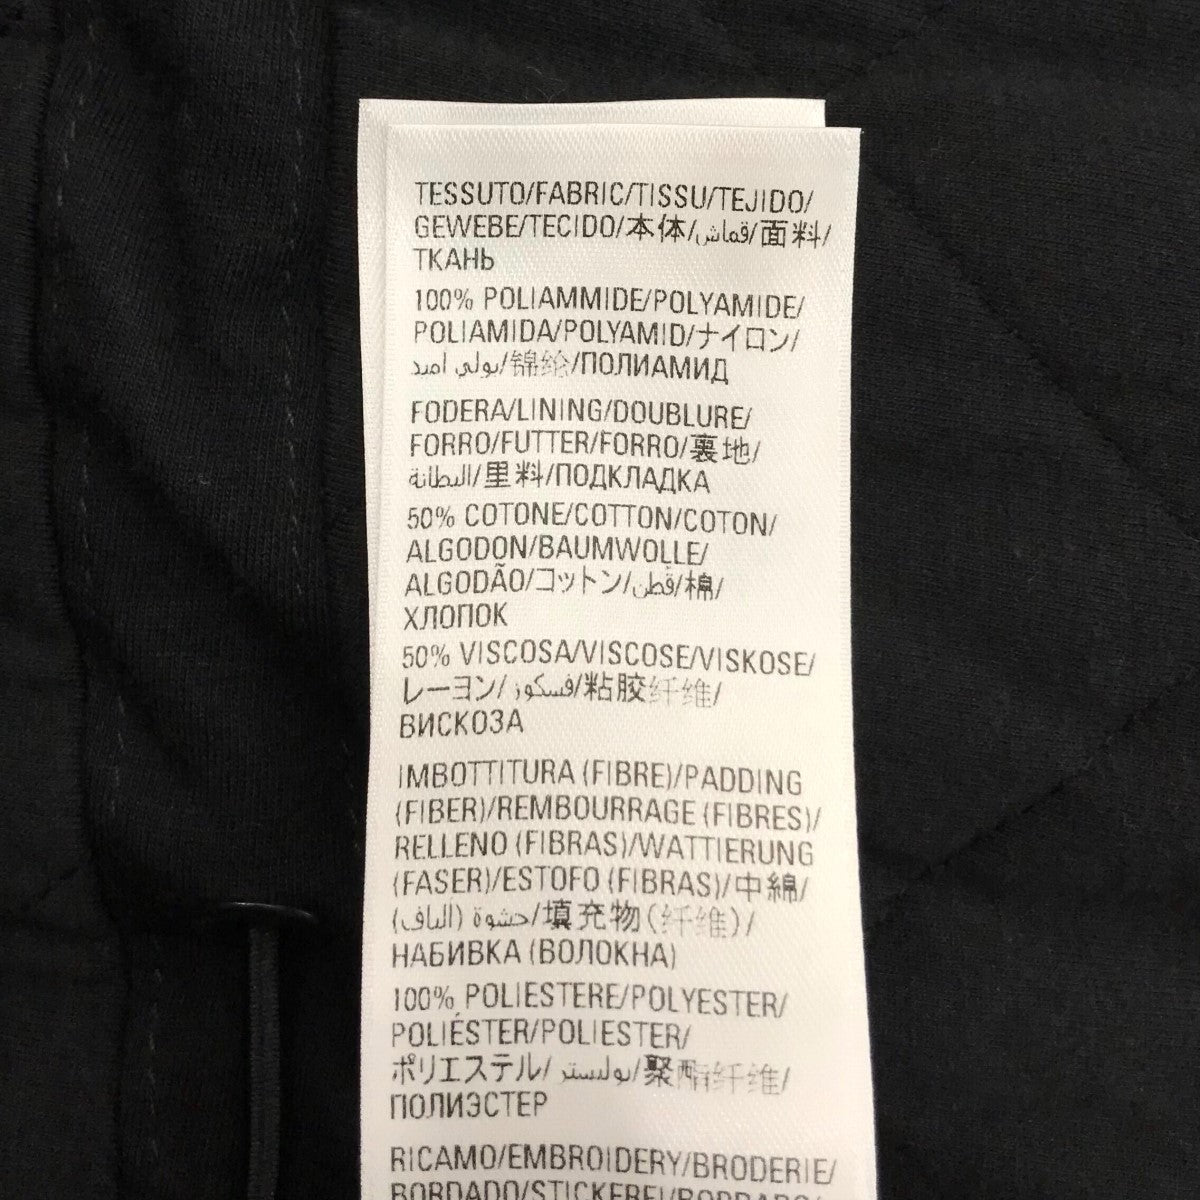 TESSUTO/FABRIC/TISSU/TEJIDO/
GEWEBE/TECIDO/本体/قماش/面料/
ТКАНЬ
100% POLIAMMIDE/POLYAMIDE/
POLIAMIDA/POLYAMID/ナイロン/
بولي اميد/锦纶/ПОЛИАМИД
FODERA/LINING/DOUBLURE/
FORRO/FUTTER/FORRO/裏地/
البطانة/里料/ПОДКЛАДКА
50% COTONE/COTTON/COTON/
ALGODON/BAUMWOLLE/
ALGODÃO/コットン/قطن/棉/
ХЛОПОК
50% VISCOSA/VISCOSE/VISKOSE/
レーヨン/فسكوز/粘胶纤维/
ВИСКОЗА
IMBOTTITURA (FIBRE)/PADDING
(FIBER)/REMBOURRAGE (FIBRES)/
RELLENO (FIBRAS)/WATTIERUNG
(FASER)/ESTOFO (FIBRAS)/中綿/
حشوة (الياف)/填充物(纤维)/
НАБИВКА (ВОЛОКНА)
100% POLIESTERE/POLYESTER/
POLIÉSTER/POLIESTER/
ポリエステル/بوليستر/聚酯纤维/
ПОЛИЭСТЕР
RICAMO/EMBROIDERY/BRODERIE/
BORDADO/STICKEREI/BORDADO/